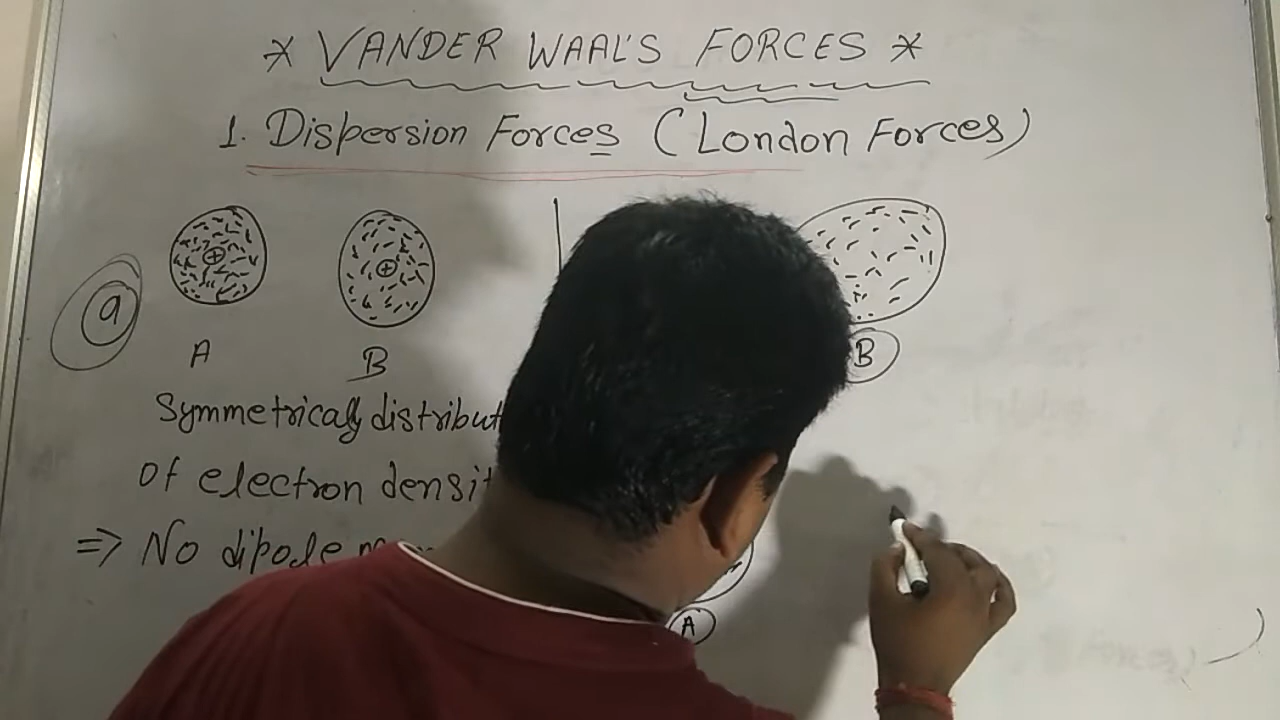 * VANDER WAAL'S FORCES *
1. Dispersion Forces (London Forces)
a
A
B
B
Symmetrically distribut
of electron densit
=> No dipole
A